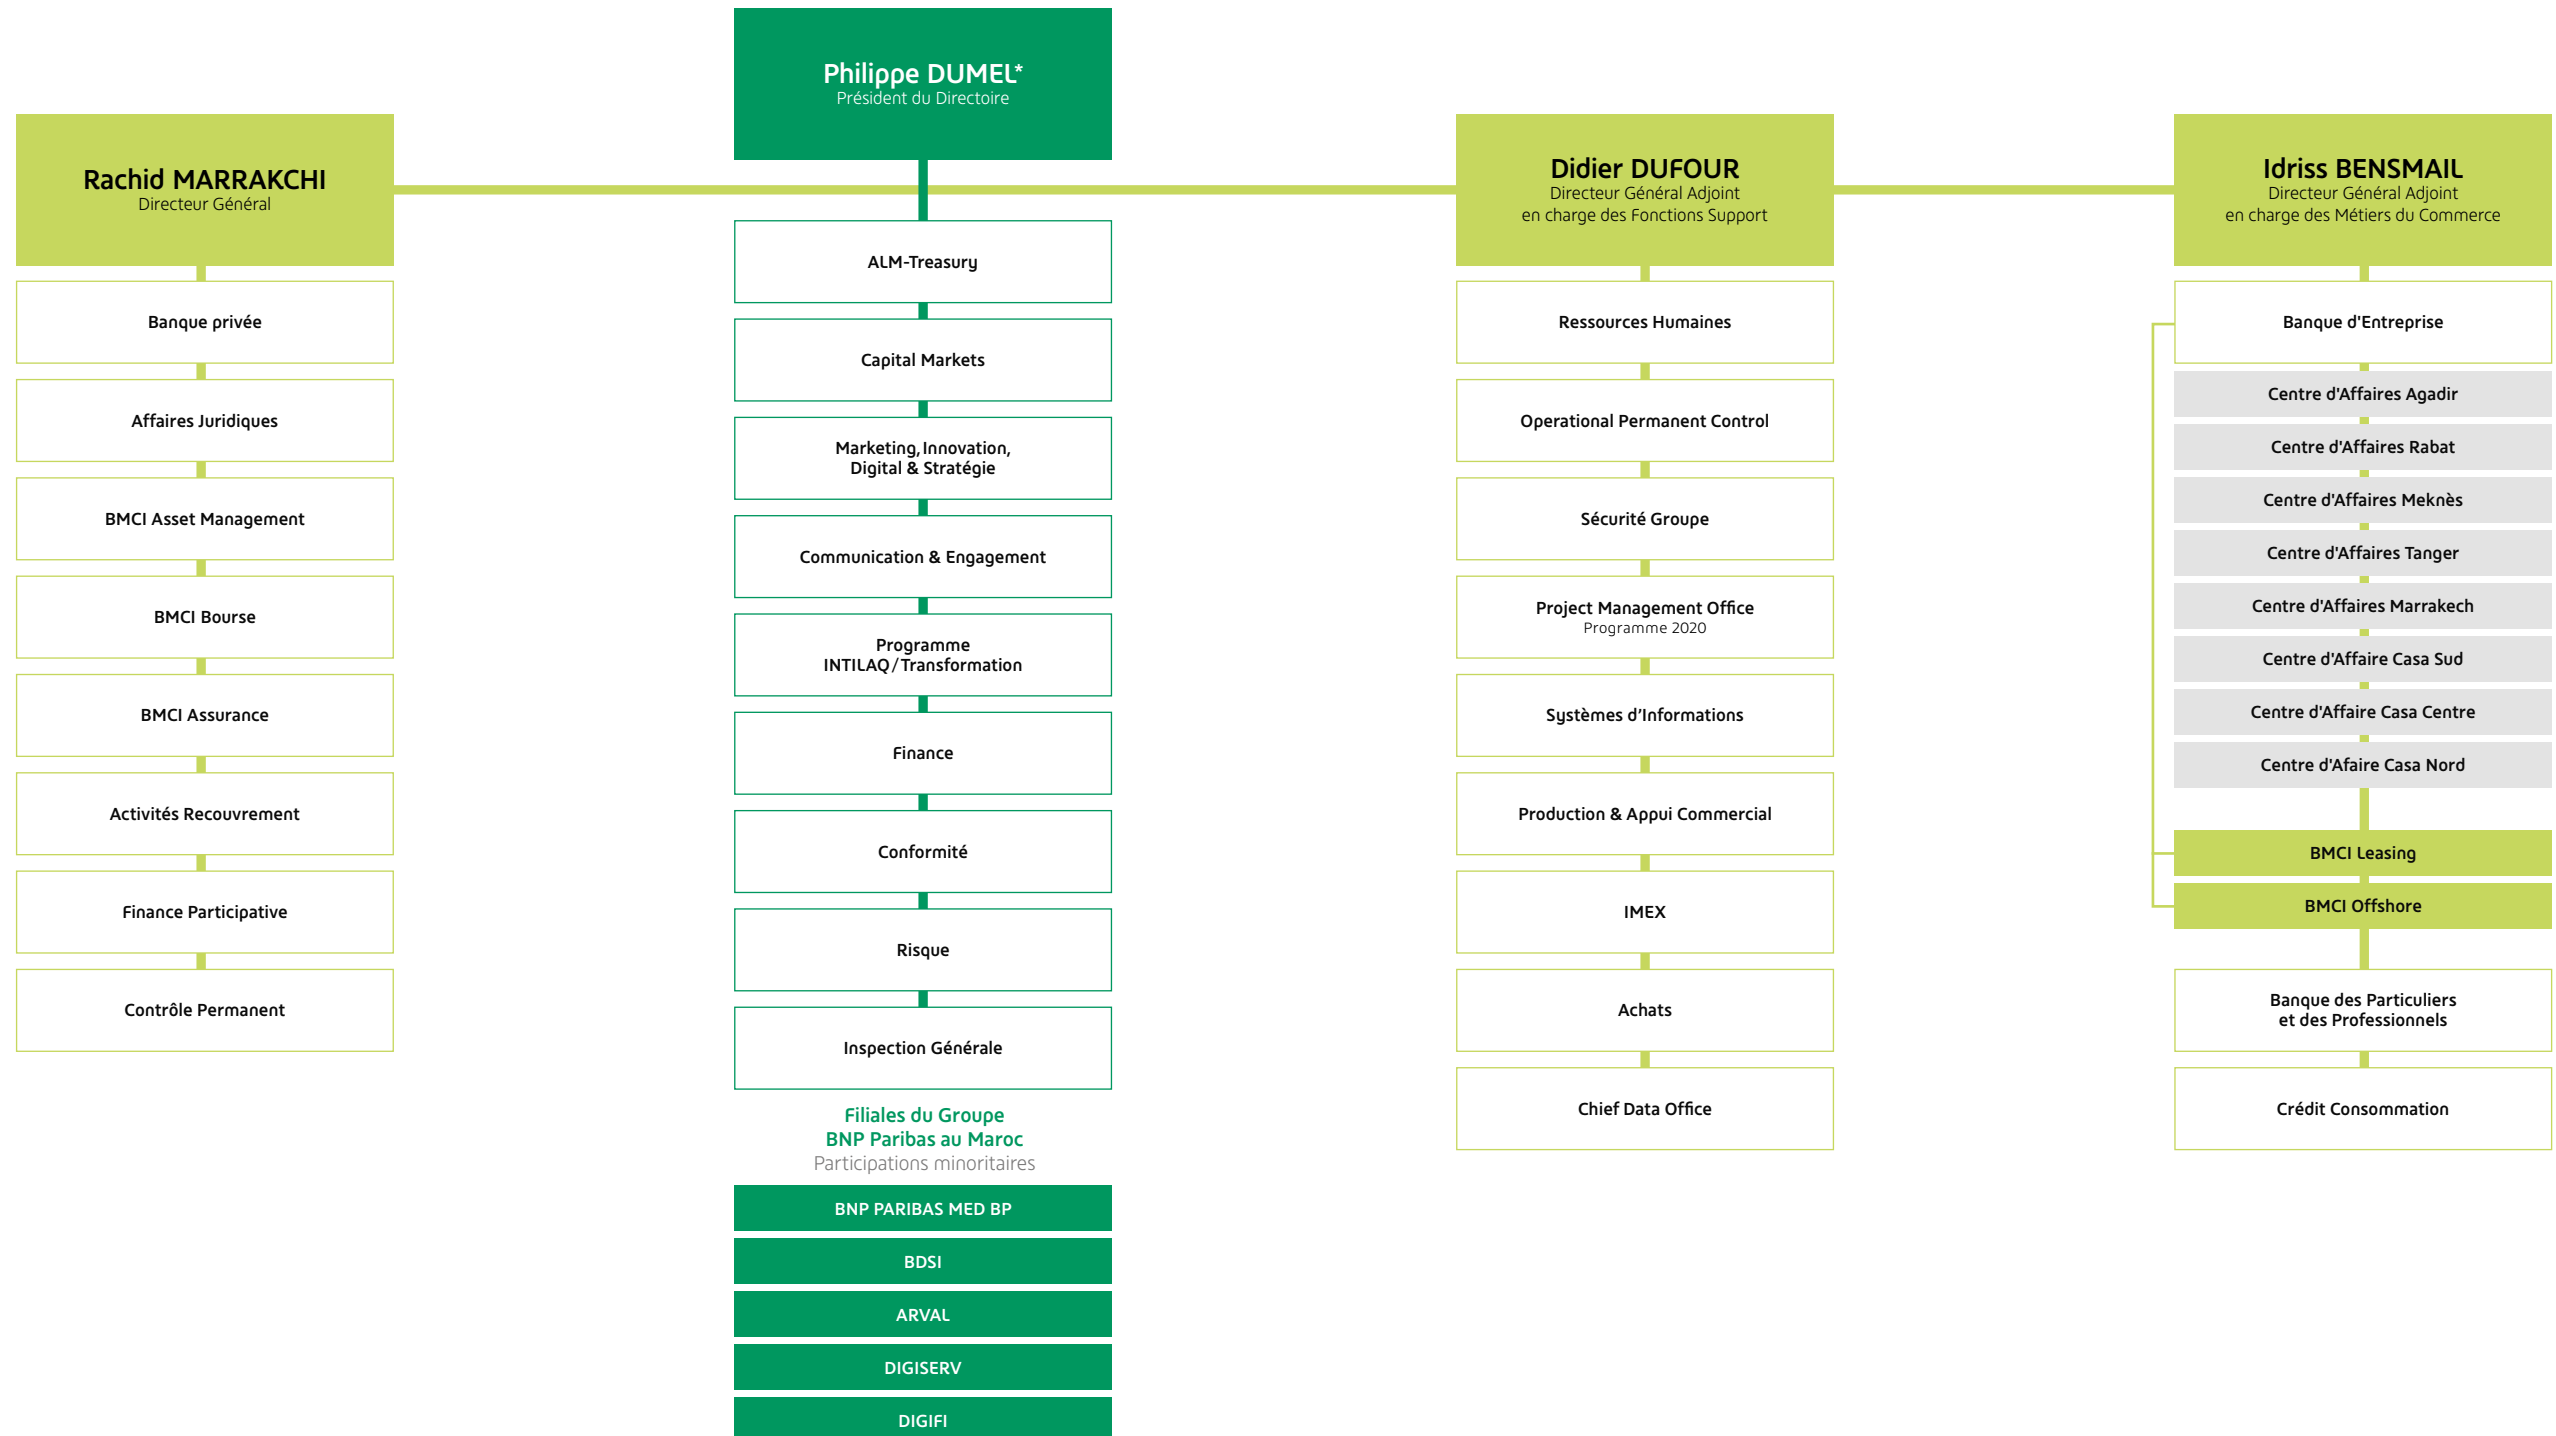 Philippe DUMEL*
Président du Directoire
Rachid MARRAKCHI
Directeur Général
Banque privée
Affaires Juridiques
BMCI Asset Management
BMCI Bourse
BMCI Assurance
Activités Recouvrement
Finance Participative
Contrôle Permanent
ALM-Treasury
Capital Markets
Marketing, Innovation,
Digital & Stratégie
Communication & Engagement
Programme
INTILAQ/Transformation
Finance
Conformité
Risque
Inspection Générale
Filiales du Groupe
BNP Paribas au Maroc
Participations minoritaires
BNP PARIBAS MED BP
BDSI
ARVAL
DIGISERV
DIGIFI
Didier DUFOUR
Directeur Général Adjoint
en charge des Fonctions Support
Ressources Humaines
Operational Permanent Control
Sécurité Groupe
Project Management Office
Programme 2020
Systèmes d’Informations
Production & Appui Commercial
IMEX
Achats
Chief Data Office
Idriss BENSMAIL
Directeur Général Adjoint
en charge des Métiers du Commerce
Banque d'Entreprise
Centre d'Affaires Agadir
Centre d'Affaires Rabat
Centre d'Affaires Meknès
Centre d'Affaires Tanger
Centre d'Affaires Marrakech
Centre d'Affaire Casa Sud
Centre d'Affaire Casa Centre
Centre d'Afaire Casa Nord
BMCI Leasing
BMCI Offshore
Banque des Particuliers
et des Professionnels
Crédit Consommation